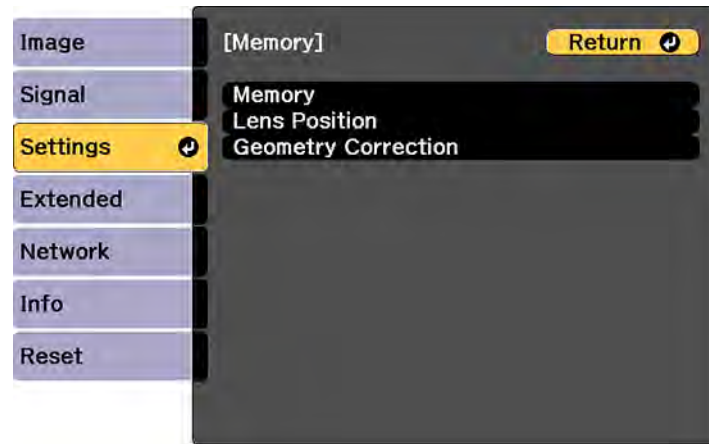 Image
Signal
Settings
Extended
Network
Info
Reset
[Memory]
Return
Memory
Lens Position
Geometry Correction